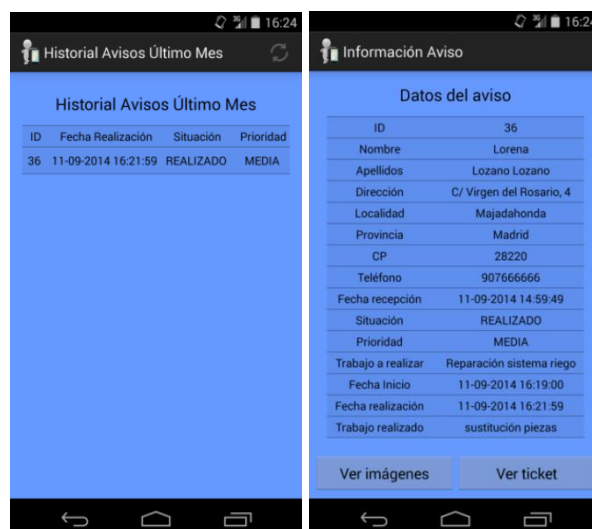 16:24
Historial Avisos Último Mes
Historial Avisos Último Mes
ID Fecha Realización Situación Prioridad
36 11-09-2014 16:21:59 REALIZADO MEDIA
16:24
Información Aviso
Datos del aviso
ID 36
Nombre Lorena
Apellidos Lozano Lozano
Dirección C/ Virgen del Rosario, 4
Localidad Majadahonda
Provincia Madrid
CP 28220
Teléfono 907666666
Fecha recepción 11-09-2014 14:59:49
Situación REALIZADO
Prioridad MEDIA
Trabajo a realizar Reparación sistema riego
Fecha Inicio 11-09-2014 16:19:00
Fecha realización 11-09-2014 16:21:59
Trabajo realizado sustitución piezas
Ver imágenes Ver ticket